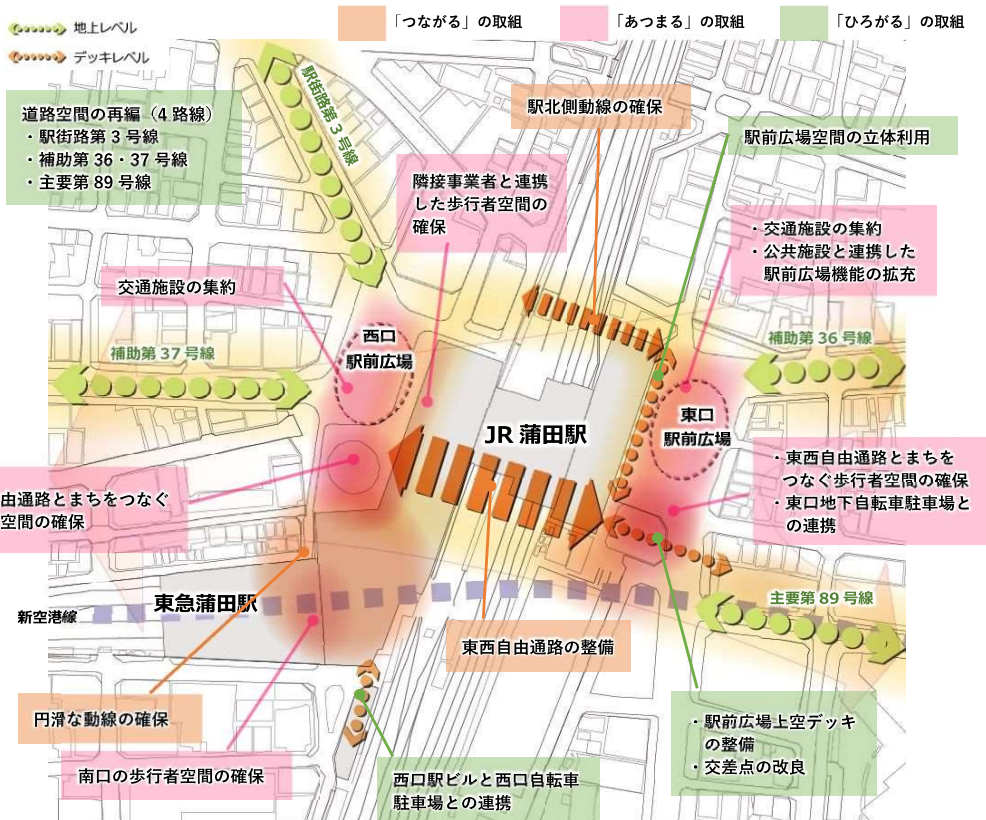 地上レベル
デッキレベル
「つながる」の取組
「あつまる」の取組
「ひろがる」の取組
道路空間の再編（4路線）
・駅街路第3号線
・補助第36・37号線
・主要第89号線
駅街路第3号線
駅北側動線の確保
駅前広場空間の立体利用
隣接事業者と連携
した歩行者空間の
確保
・交通施設の集約
・公共施設と連携した
駅前広場機能の拡充
交通施設の集約
西口
駅前広場
補助第37号線
補助第36号線
東口
駅前広場
JR蒲田駅
・東西自由通路とまちを
つなぐ歩行者空間の確保
・東口地下自転車駐車場と
の連携
由通路とまちをつなぐ
空間の確保
東急蒲田駅
新空港線
主要第89号線
東西自由通路の整備
円滑な動線の確保
・駅前広場上空デッキ
の整備
・交差点の改良
南口の歩行者空間の確保
西口駅ビルと西口自転車
駐車場との連携